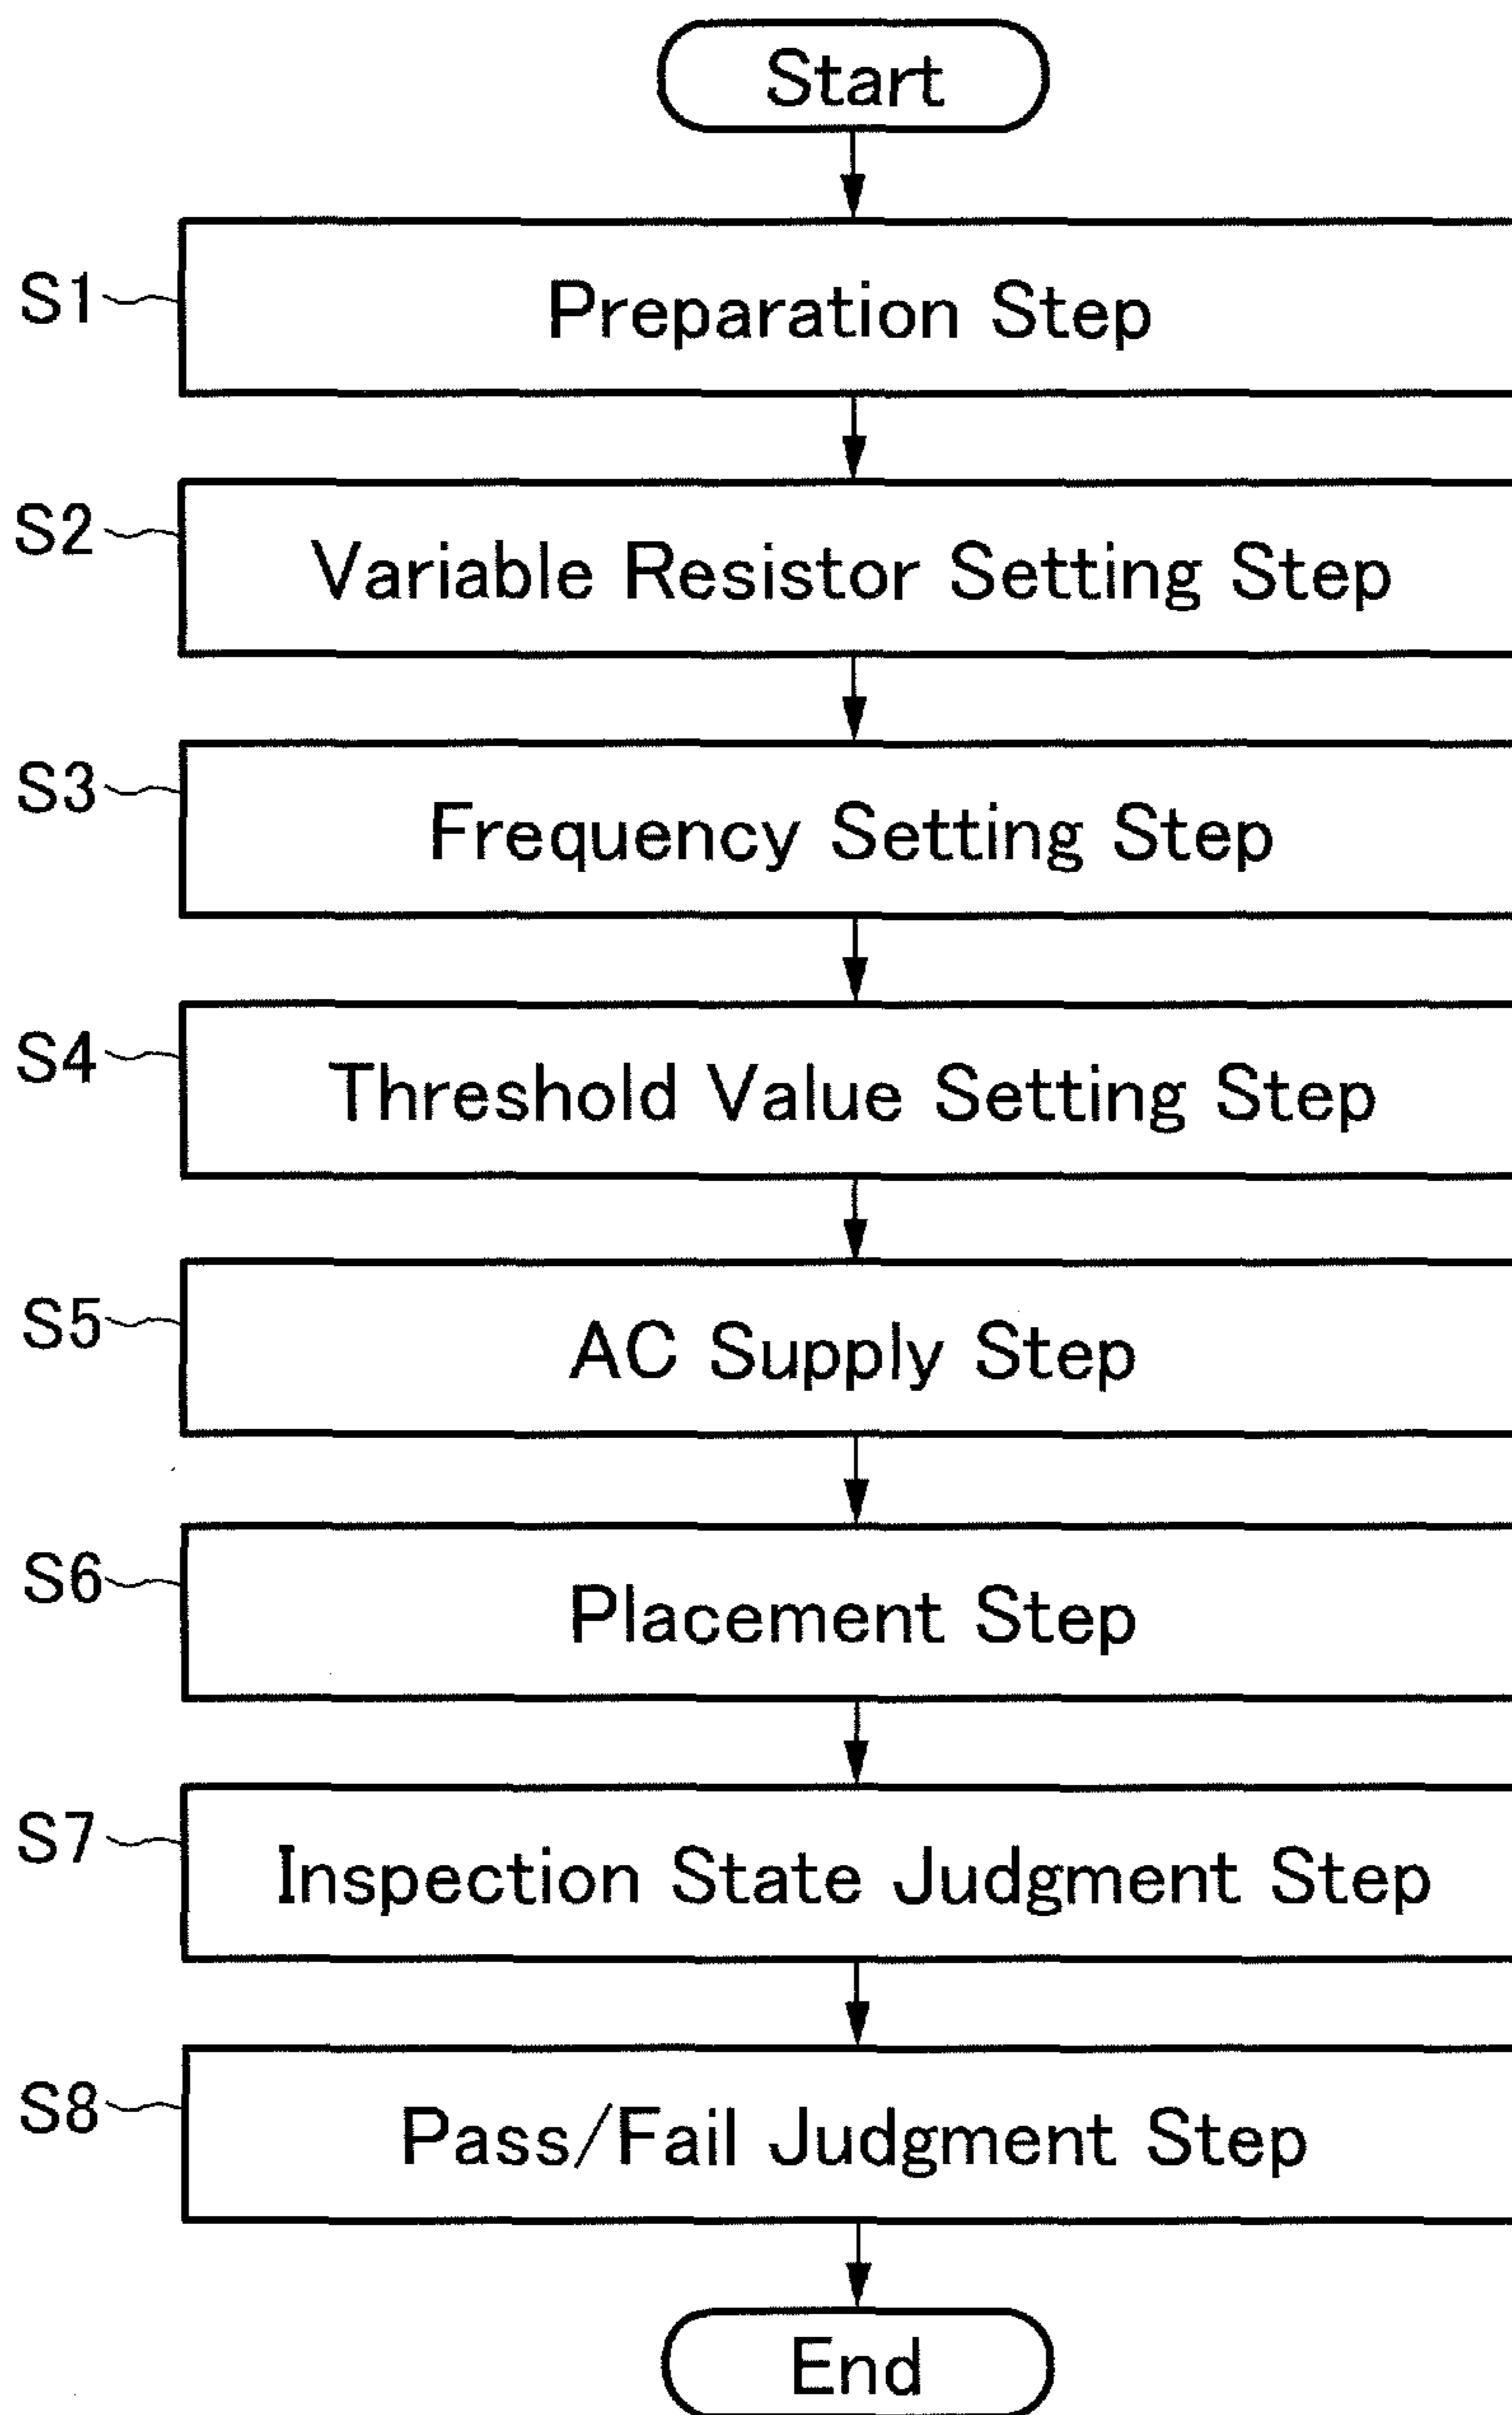 Start
S1 Preparation Step
S2 Variable Resistor Setting Step
S3 Frequency Setting Step
S4 Threshold Value Setting Step
S5 AC Supply Step
S6 Placement Step
S7 Inspection State Judgment Step
S8 Pass/Fail Judgment Step
End